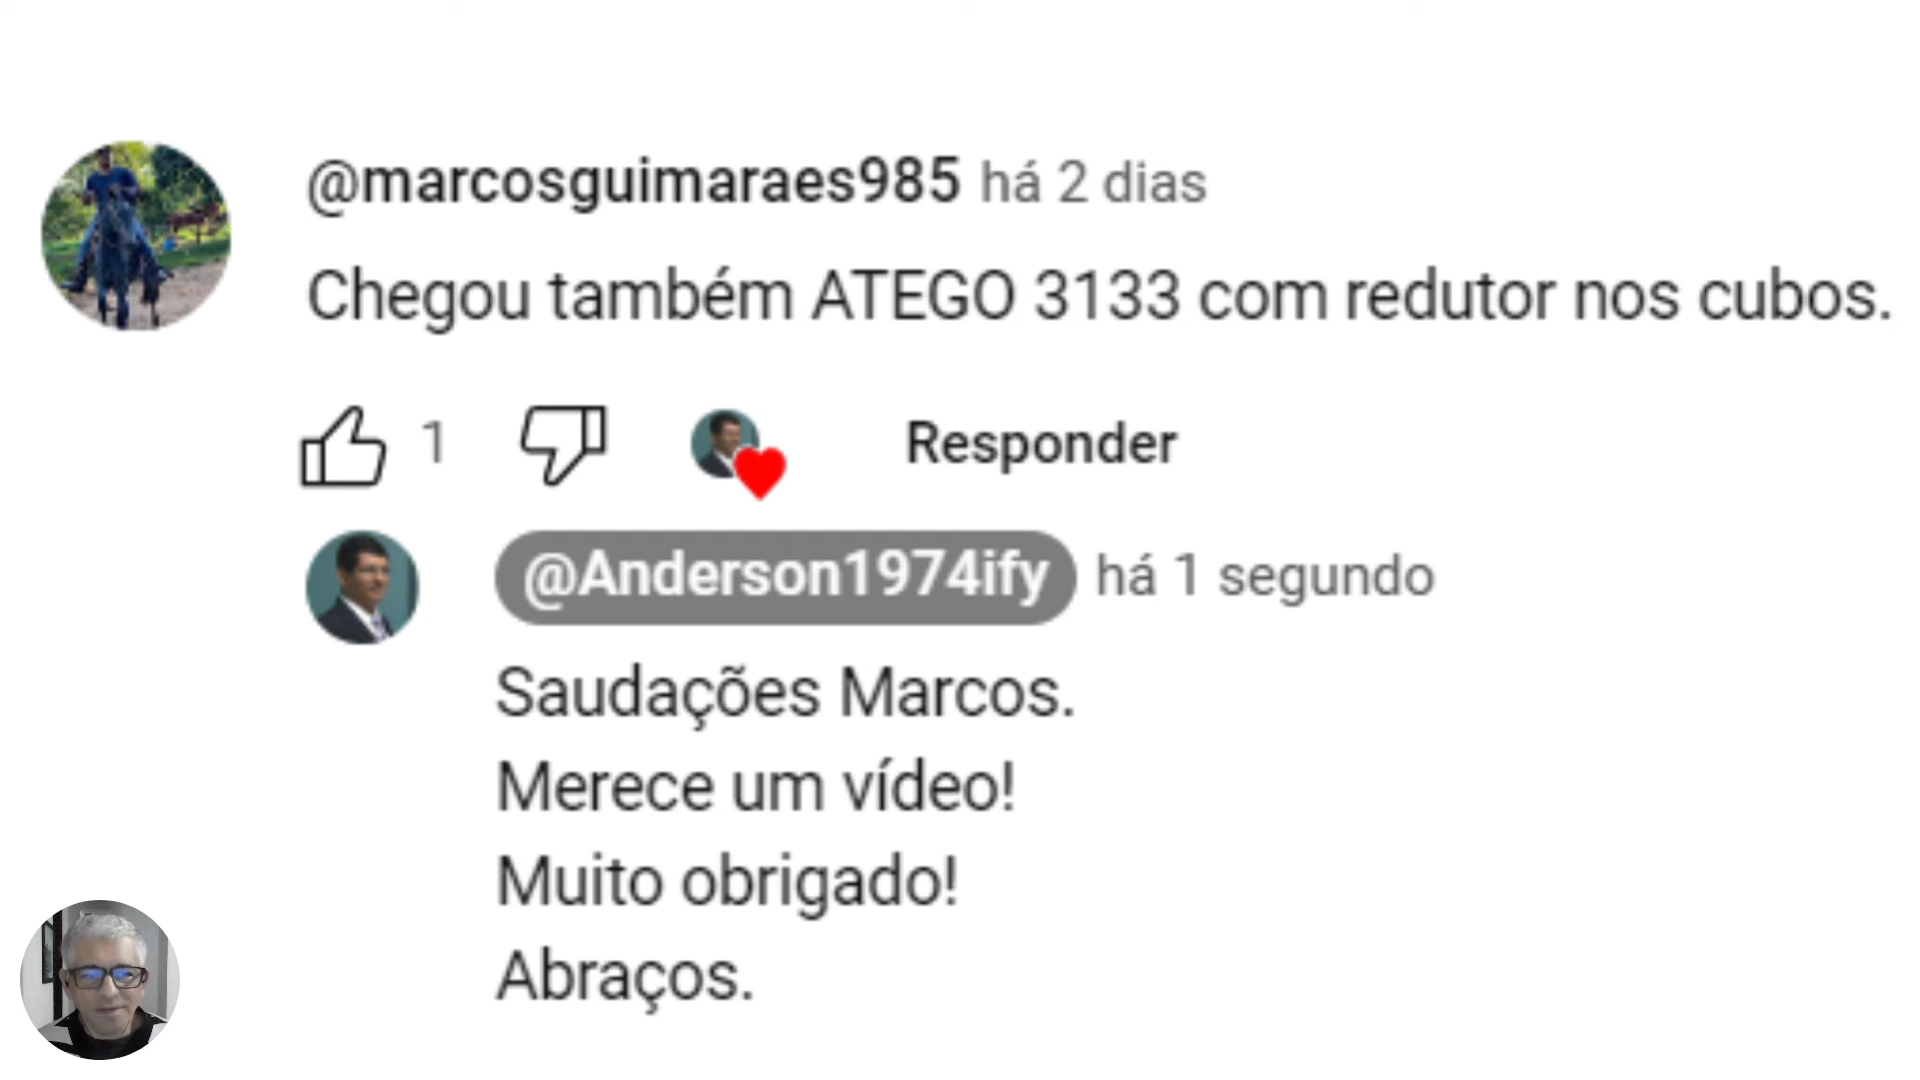 @marcosguimaraes985 há 2 dias
Chegou também ATEGO 3133 com redutor nos cubos.
1 Responder
@Anderson1974ify há 1 segundo
Saudações Marcos.
Merece um vídeo!
Muito obrigado!
Abraços.